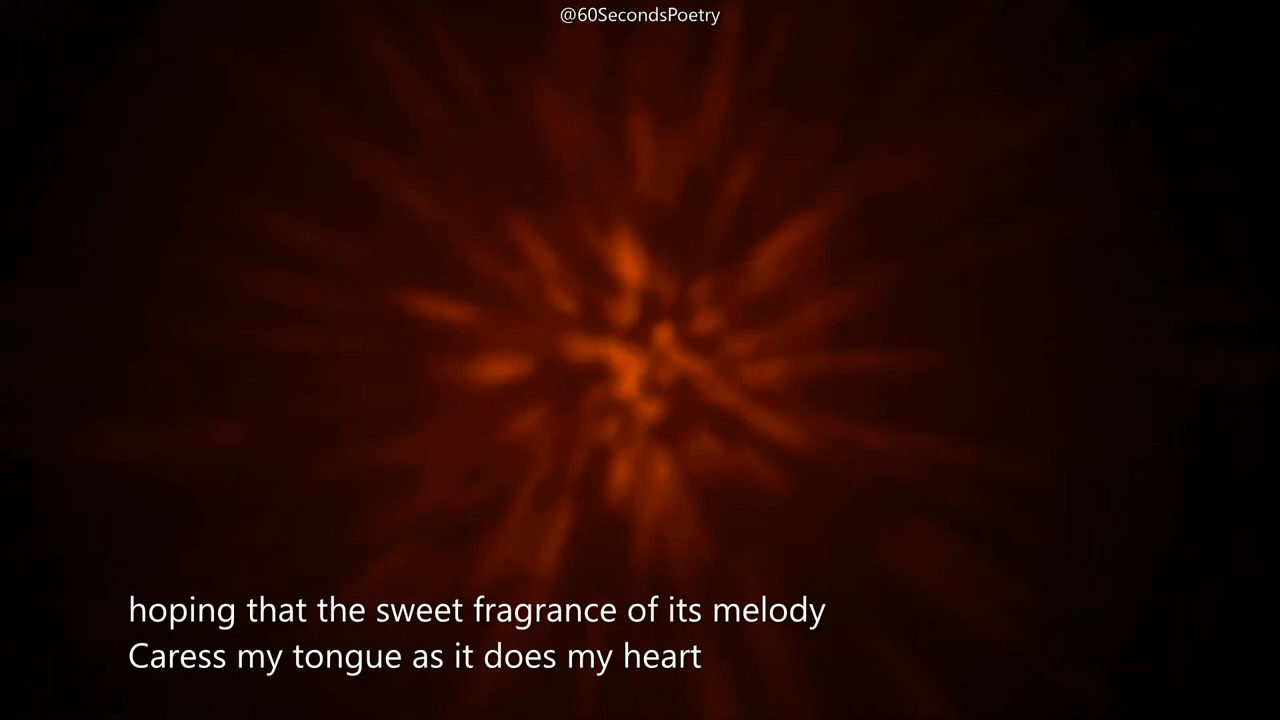 @60SecondsPoetry
hoping that the sweet fragrance of its melody
Caress my tongue as it does my heart